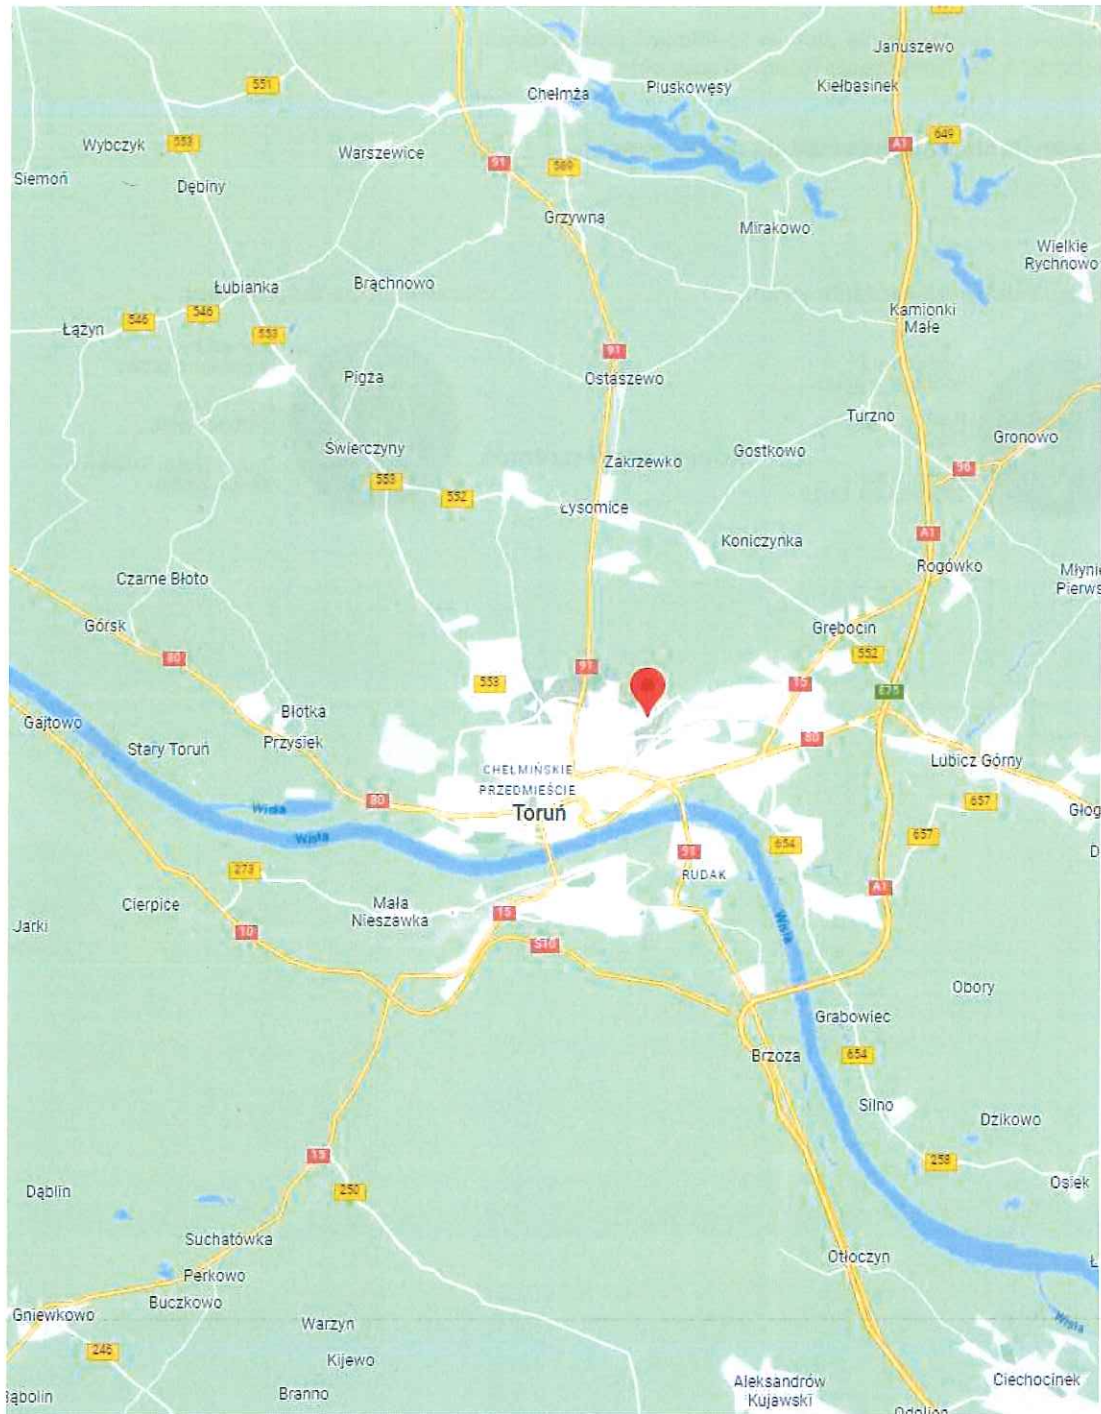 Januszewo
Pluskowęsy
Kiełbasinek
551
Chełmża
Wybczyk
553
Warszewice
A1
649
Siemoń
91
589
Dębiny
Grzywna
Mirakowo
Wielkie
Rychnowo
Łubianka
Brąchnowo
Łążyn
546
546
553
Kamionki
Małe
91
Pigża
Ostaszewo
Turzno
Świerczyny
Gostkowo
Gronowo
Zakrzewko
96
553
552
Łysomice
Koniczynka
A1
Rogówko
Czarne Błoto
Górsk
Grębocin
80
91
552
553
15
E75
Gajtowo
Błotka
Stary Toruń
Przysiek
80
CHEŁMIŃSKIE
PRZEDMIEŚCIE
Lubicz Górny
80
Toruń
657
Wisła
Wisła
654
657
91
RUDAK
273
A1
Cierpice
Mała
Nieszawka
15
Wisła
Jarki
10
S10
Obory
Grabowiec
Brzoza
654
Silno
Dzikowo
15
258
Osiek
Dąblin
250
Suchatówka
Otłoczyn
Perkowo
Buczkowo
Gniewkowo
Warzyn
Wisła
246
Kijewo
Branno
Aleksandrów
Kujawski
Ciechocinek